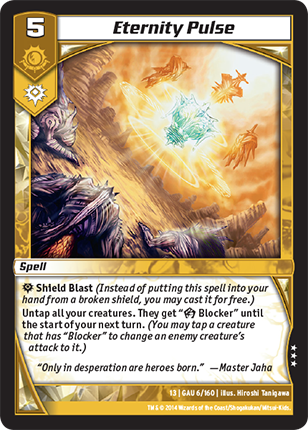 5
Eternity Pulse
Spell
Shield Blast (Instead of putting this spell into your
hand from a broken shield, you may cast it for free.)
Untap all your creatures. They get “ Blocker” until
the start of your next turn. (You may tap a creature
that has “Blocker” to change an enemy creature’s
attack to it.)
“Only in desperation are heroes born.” —Master Jaha
13 | GAU 6/160 | Illus. Hiroshi Tanigawa
TM & © 2014 Wizards of the Coast/Shogakukan/Mitsui-Kids.